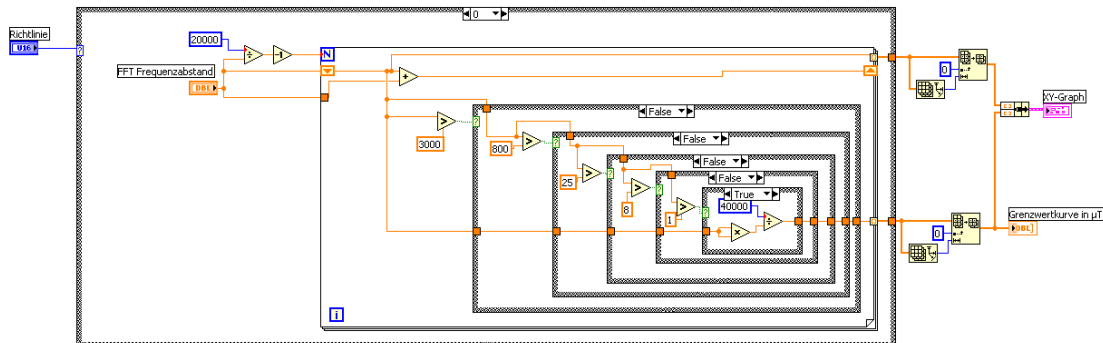 0
Richtlinie
U16
20000
-1
N
FFT Frequenzabstand
DBL
0
XY-Graph
False
3000
800
False
False
25
False
8
True
40000
1
Grenzwertkurve in µT
0
DBL
i